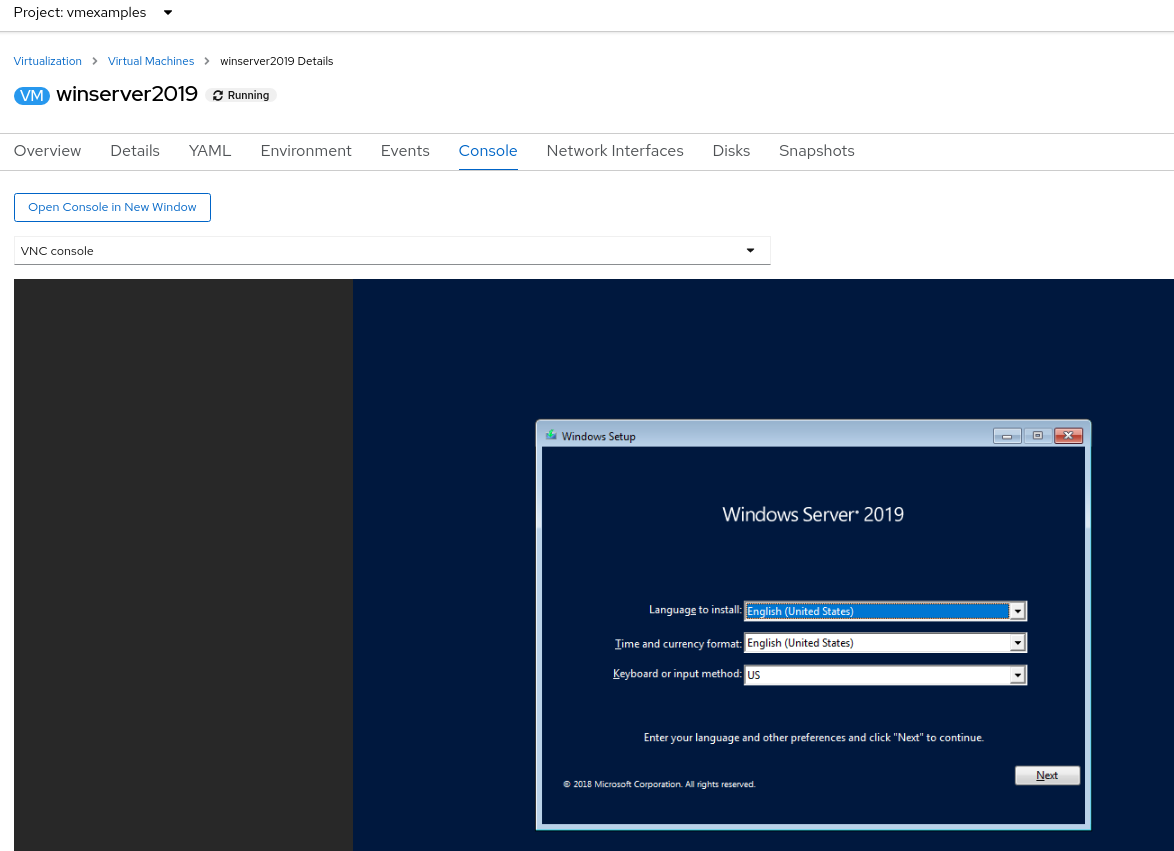 Project: vmexamples
Virtualization > Virtual Machines > winserver2019 Details
VM winserver2019 Running
Overview Details YAML Environment Events Console Network Interfaces Disks Snapshots
Open Console in New Window
VNC console
Windows Setup
Windows Server® 2019
Language to install: English (United States)
Time and currency format: English (United States)
Keyboard or input method: US
Enter your language and other preferences and click "Next" to continue.
Next
© 2018 Microsoft Corporation. All rights reserved.